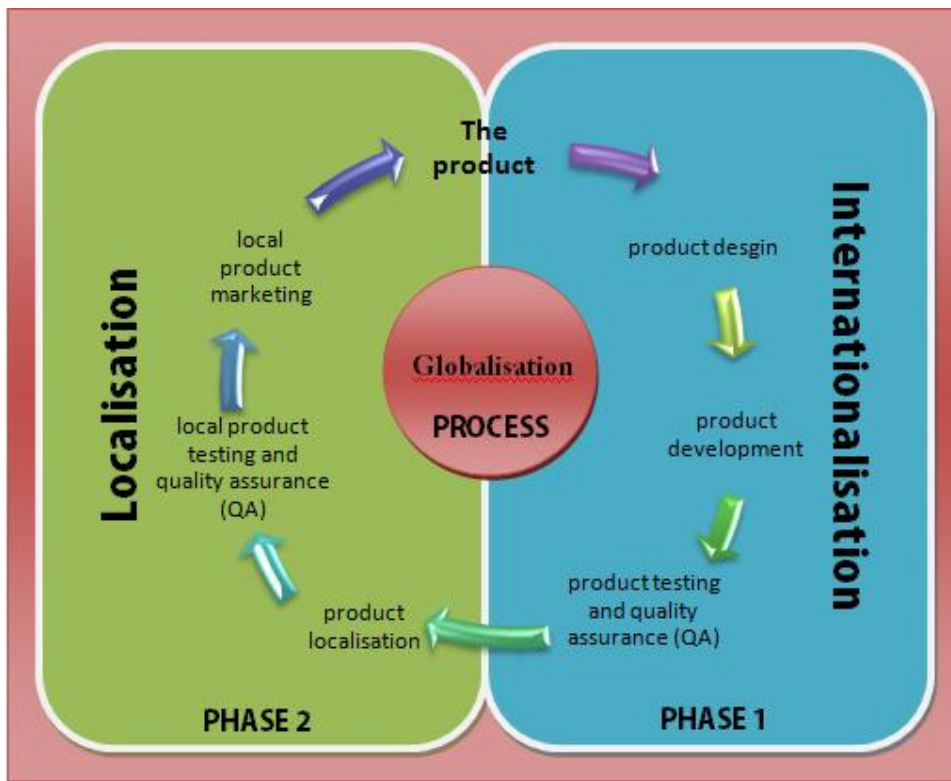 The
product
product desgin
product
development
product testing
and quality
assurance (QA)
product
localisation
local product
testing and
quality assurance
(QA)
local
product
marketing
Globalisation
PROCESS
Localisation
Internationalisation
PHASE 2
PHASE 1